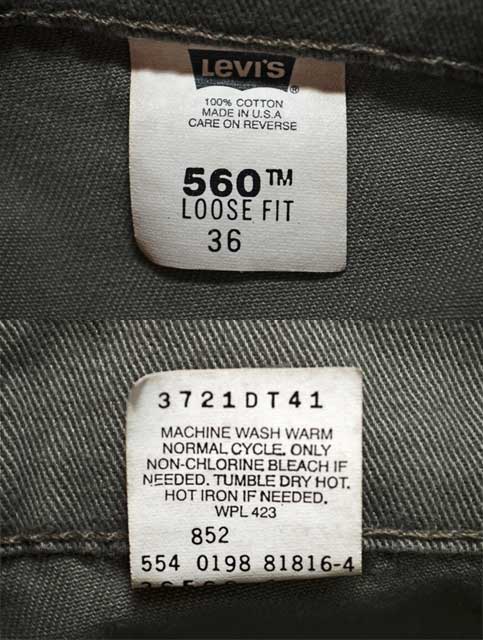 Levi's®
100% COTTON
MADE IN U.S.A
CARE ON REVERSE
560™
LOOSE FIT
36
3721DT41
MACHINE WASH WARM
NORMAL CYCLE. ONLY
NON-CHLORINE BLEACH IF
NEEDED. TUMBLE DRY HOT.
HOT IRON IF NEEDED.
WPL 423
852
554 0198 81816-4